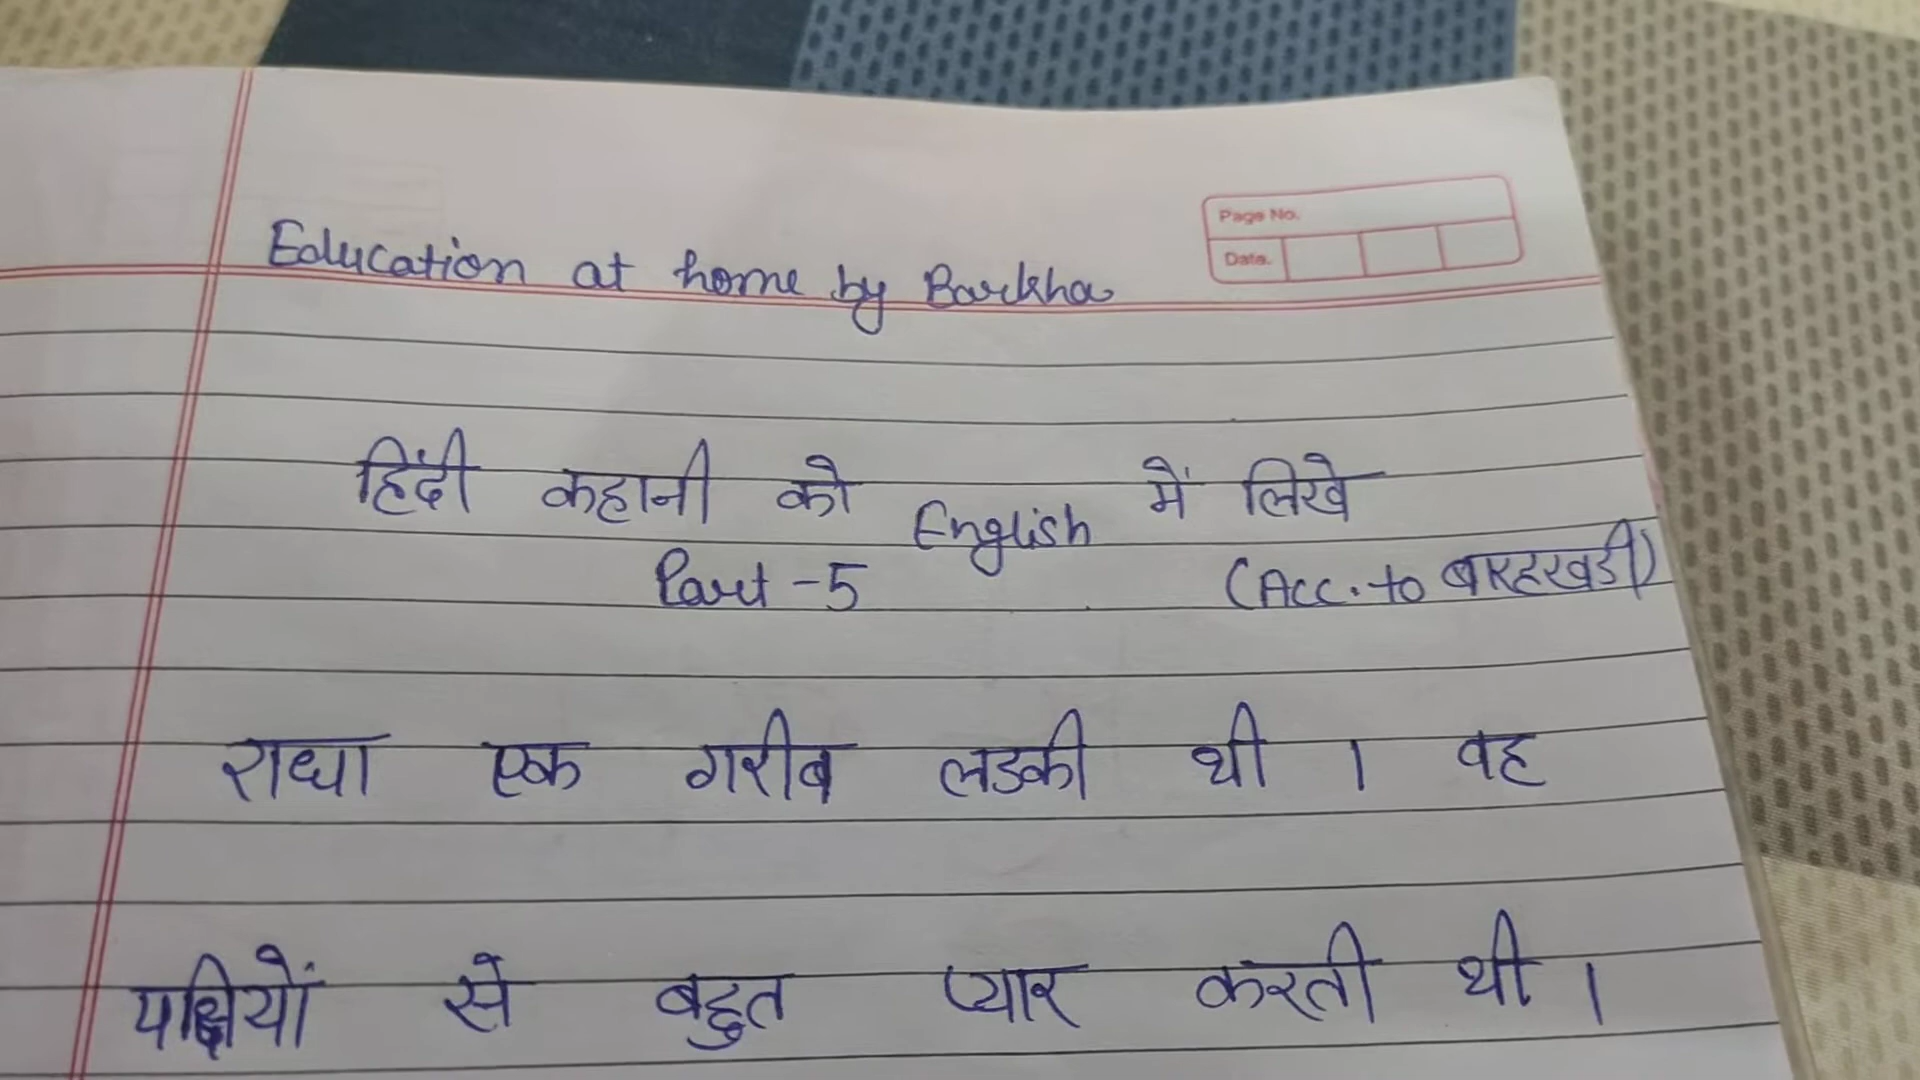 Page No.
Date.
Education at home by Barkha
हिंदी कहानी को English में लिखे
Part -5 (Acc. to बारहखडी)
राधा एक गरीब लडकी थी । वह
पक्षियों से बहुत प्यार करती थी ।